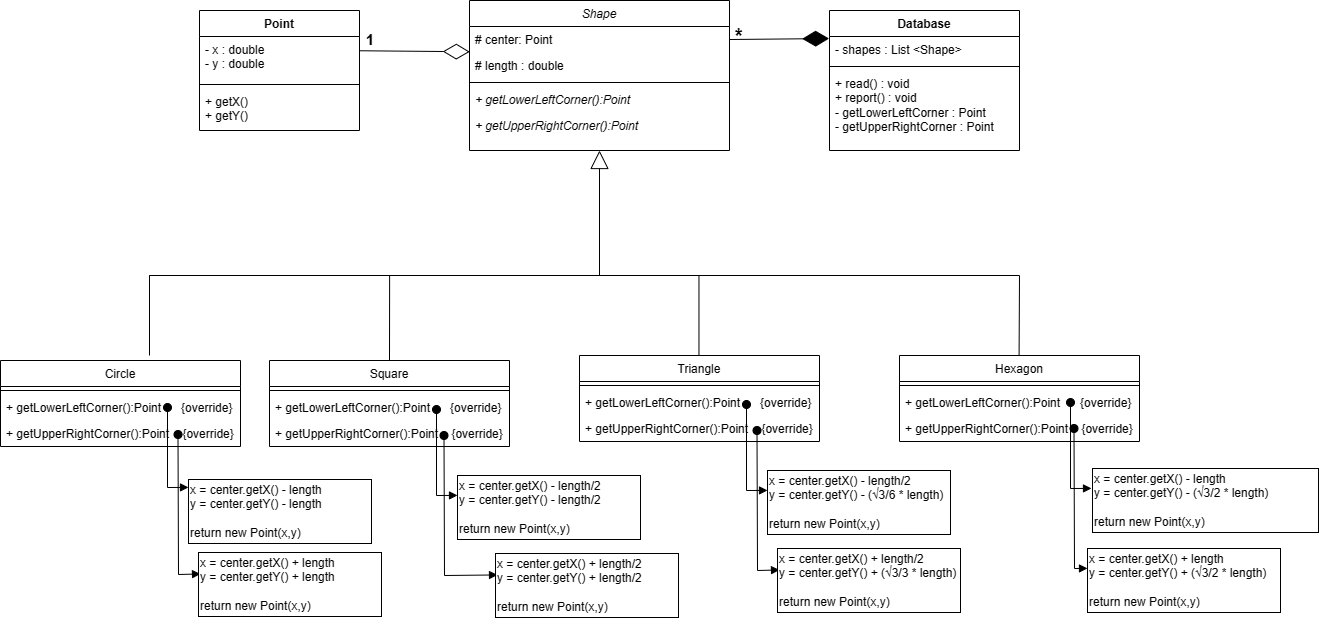 Point
- x : double
- y : double
+ getX()
+ getY()
1
Shape
# center: Point
# length : double
+ getLowerLeftCorner():Point
+ getUpperRightCorner():Point
*
Database
- shapes : List <Shape>
+ read() : void
+ report() : void
- getLowerLeftCorner : Point
- getUpperRightCorner : Point
Circle
+ getLowerLeftCorner():Point {override}
+ getUpperRightCorner():Point {override}
x = center.getX() - length
y = center.getY() - length
return new Point(x,y)
x = center.getX() + length
y = center.getY() + length
return new Point(x,y)
Square
+ getLowerLeftCorner():Point {override}
+ getUpperRightCorner():Point {override}
x = center.getX() - length/2
y = center.getY() - length/2
return new Point(x,y)
x = center.getX() + length/2
y = center.getY() + length/2
return new Point(x,y)
Triangle
+ getLowerLeftCorner():Point {override}
+ getUpperRightCorner():Point {override}
x = center.getX() - length/2
y = center.getY() - (√3/6 * length)
return new Point(x,y)
x = center.getX() + length/2
y = center.getY() + (√3/3 * length)
return new Point(x,y)
Hexagon
+ getLowerLeftCorner():Point {override}
+ getUpperRightCorner():Point {override}
x = center.getX() - length
y = center.getY() - (√3/2 * length)
return new Point(x,y)
x = center.getX() + length
y = center.getY() + (√3/2 * length)
return new Point(x,y)